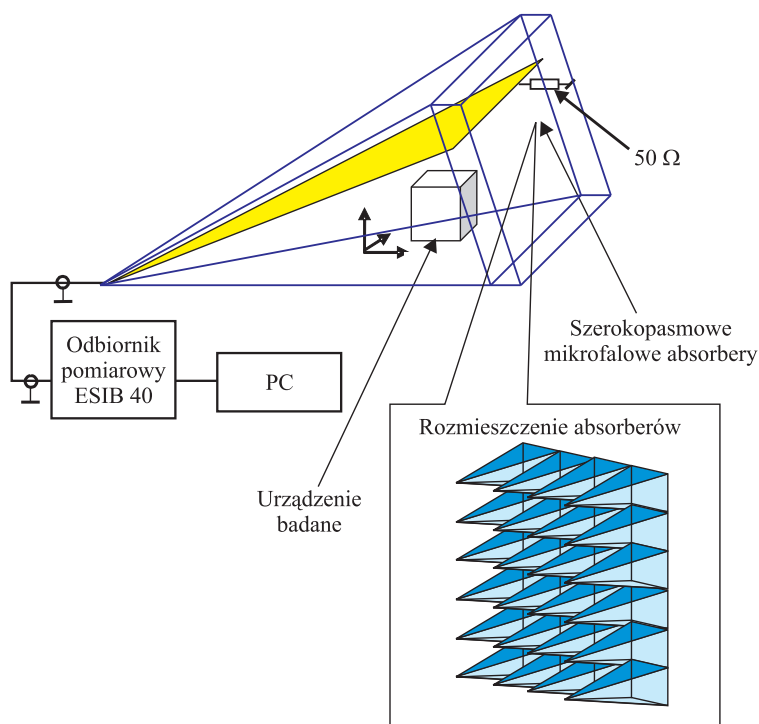 50 Ω
Szerokopasmowe
mikrofalowe absorbery
Odbiornik
pomiarowy
ESIB 40
PC
Rozmieszczenie absorberów
Urządzenie
badane